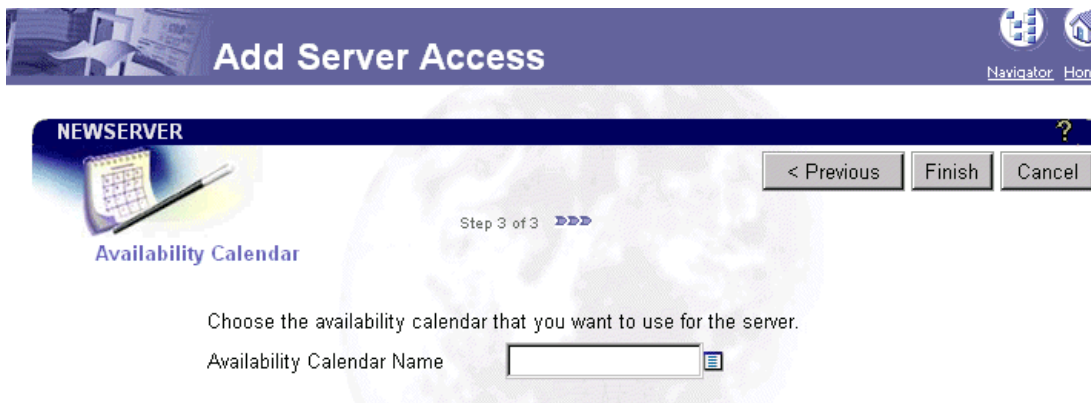 Add Server Access
Navigator
NEWSERVER
?
< Previous Finish Cancel
Step 3 of 3
Availability Calendar
Choose the availability calendar that you want to use for the server.
Availability Calendar Name